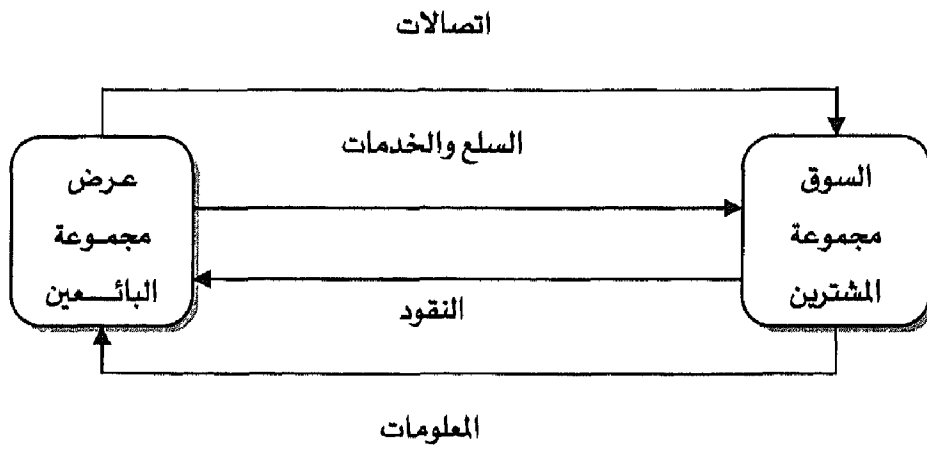 اتصالات
السلع والخدمات
السوق
مجموعة
المشترين
عرض
مجموعة
البائعين
النقود
المعلومات